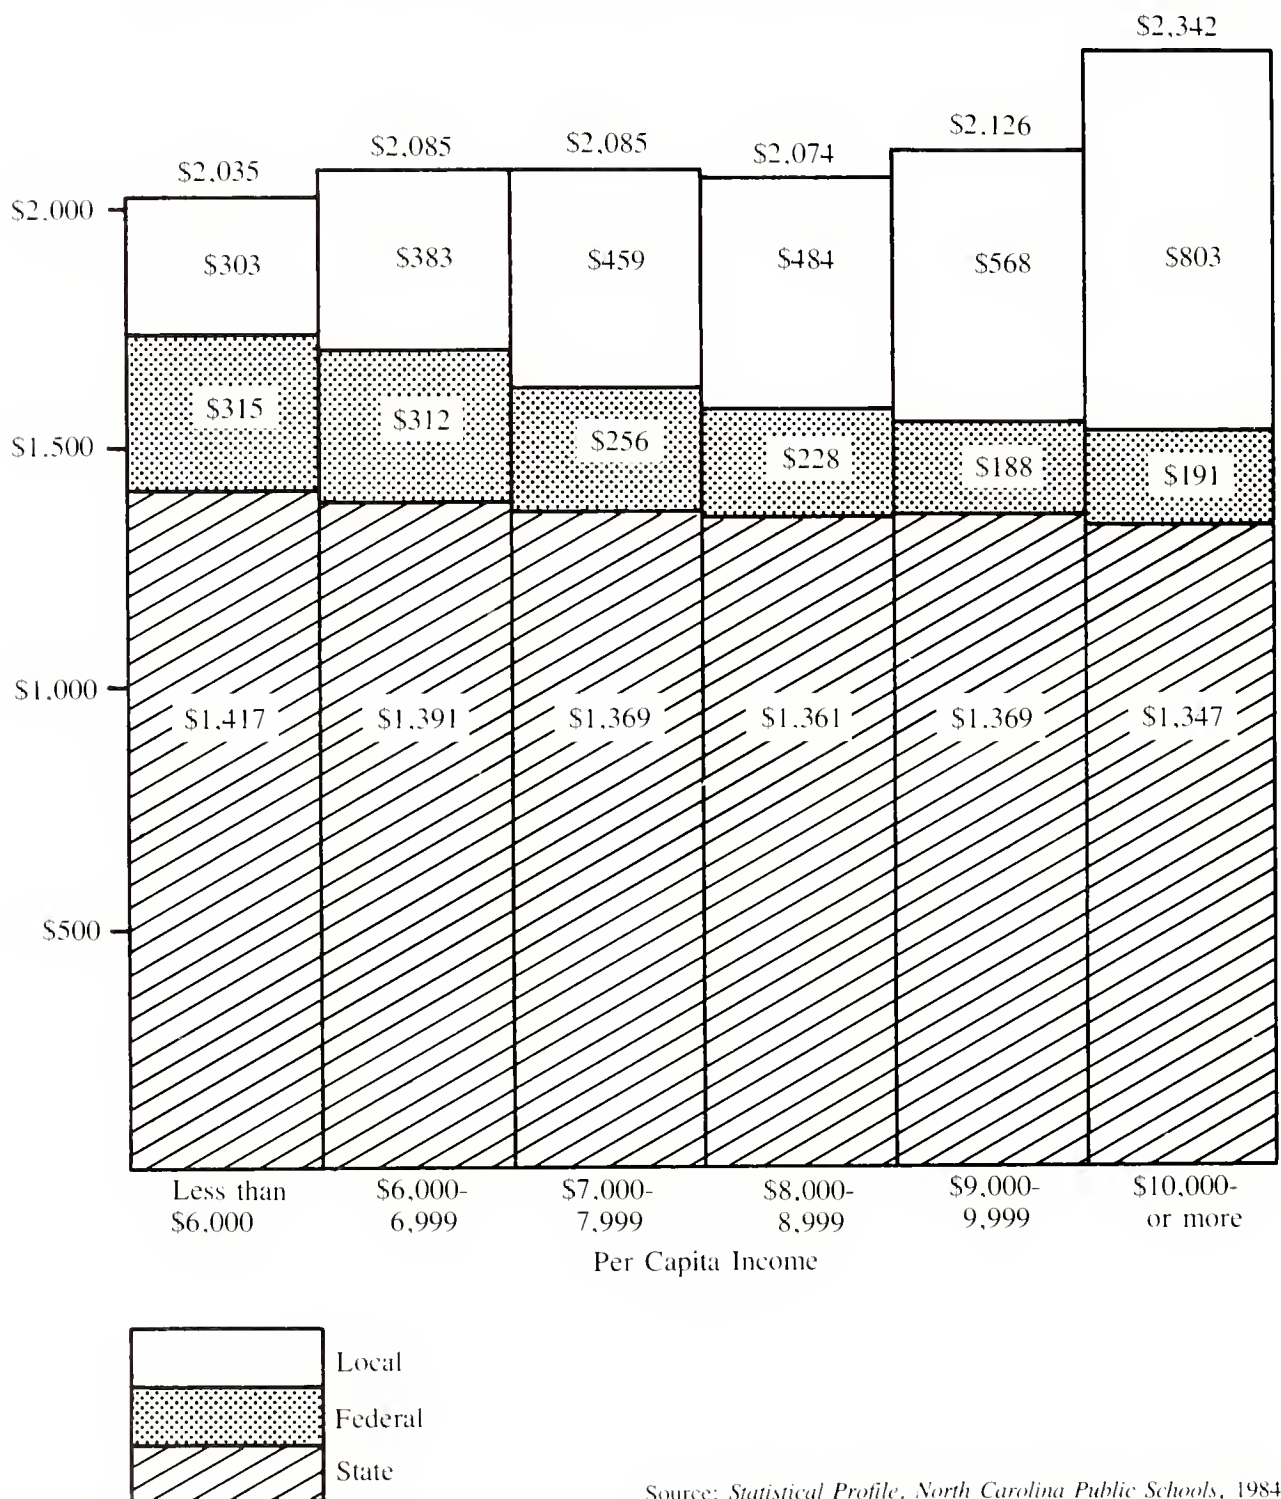 $2,342
$2,126
$2,035 $2,085 $2,085 $2,074
$2,000
$303 $383 $459 $484 $568 $803
$315 $312 $256 $228 $188 $191
$1,500
$1,000
$1,417 $1,391 $1,369 $1,361 $1,369 $1,347
$500
Less than $6,000- $7,000- $8,000- $9,000- $10,000-
$6,000 6,999 7,999 8,999 9,999 or more
Per Capita Income
Local
Federal
State
Source: Statistical Profile, North Carolina Public Schools, 1984